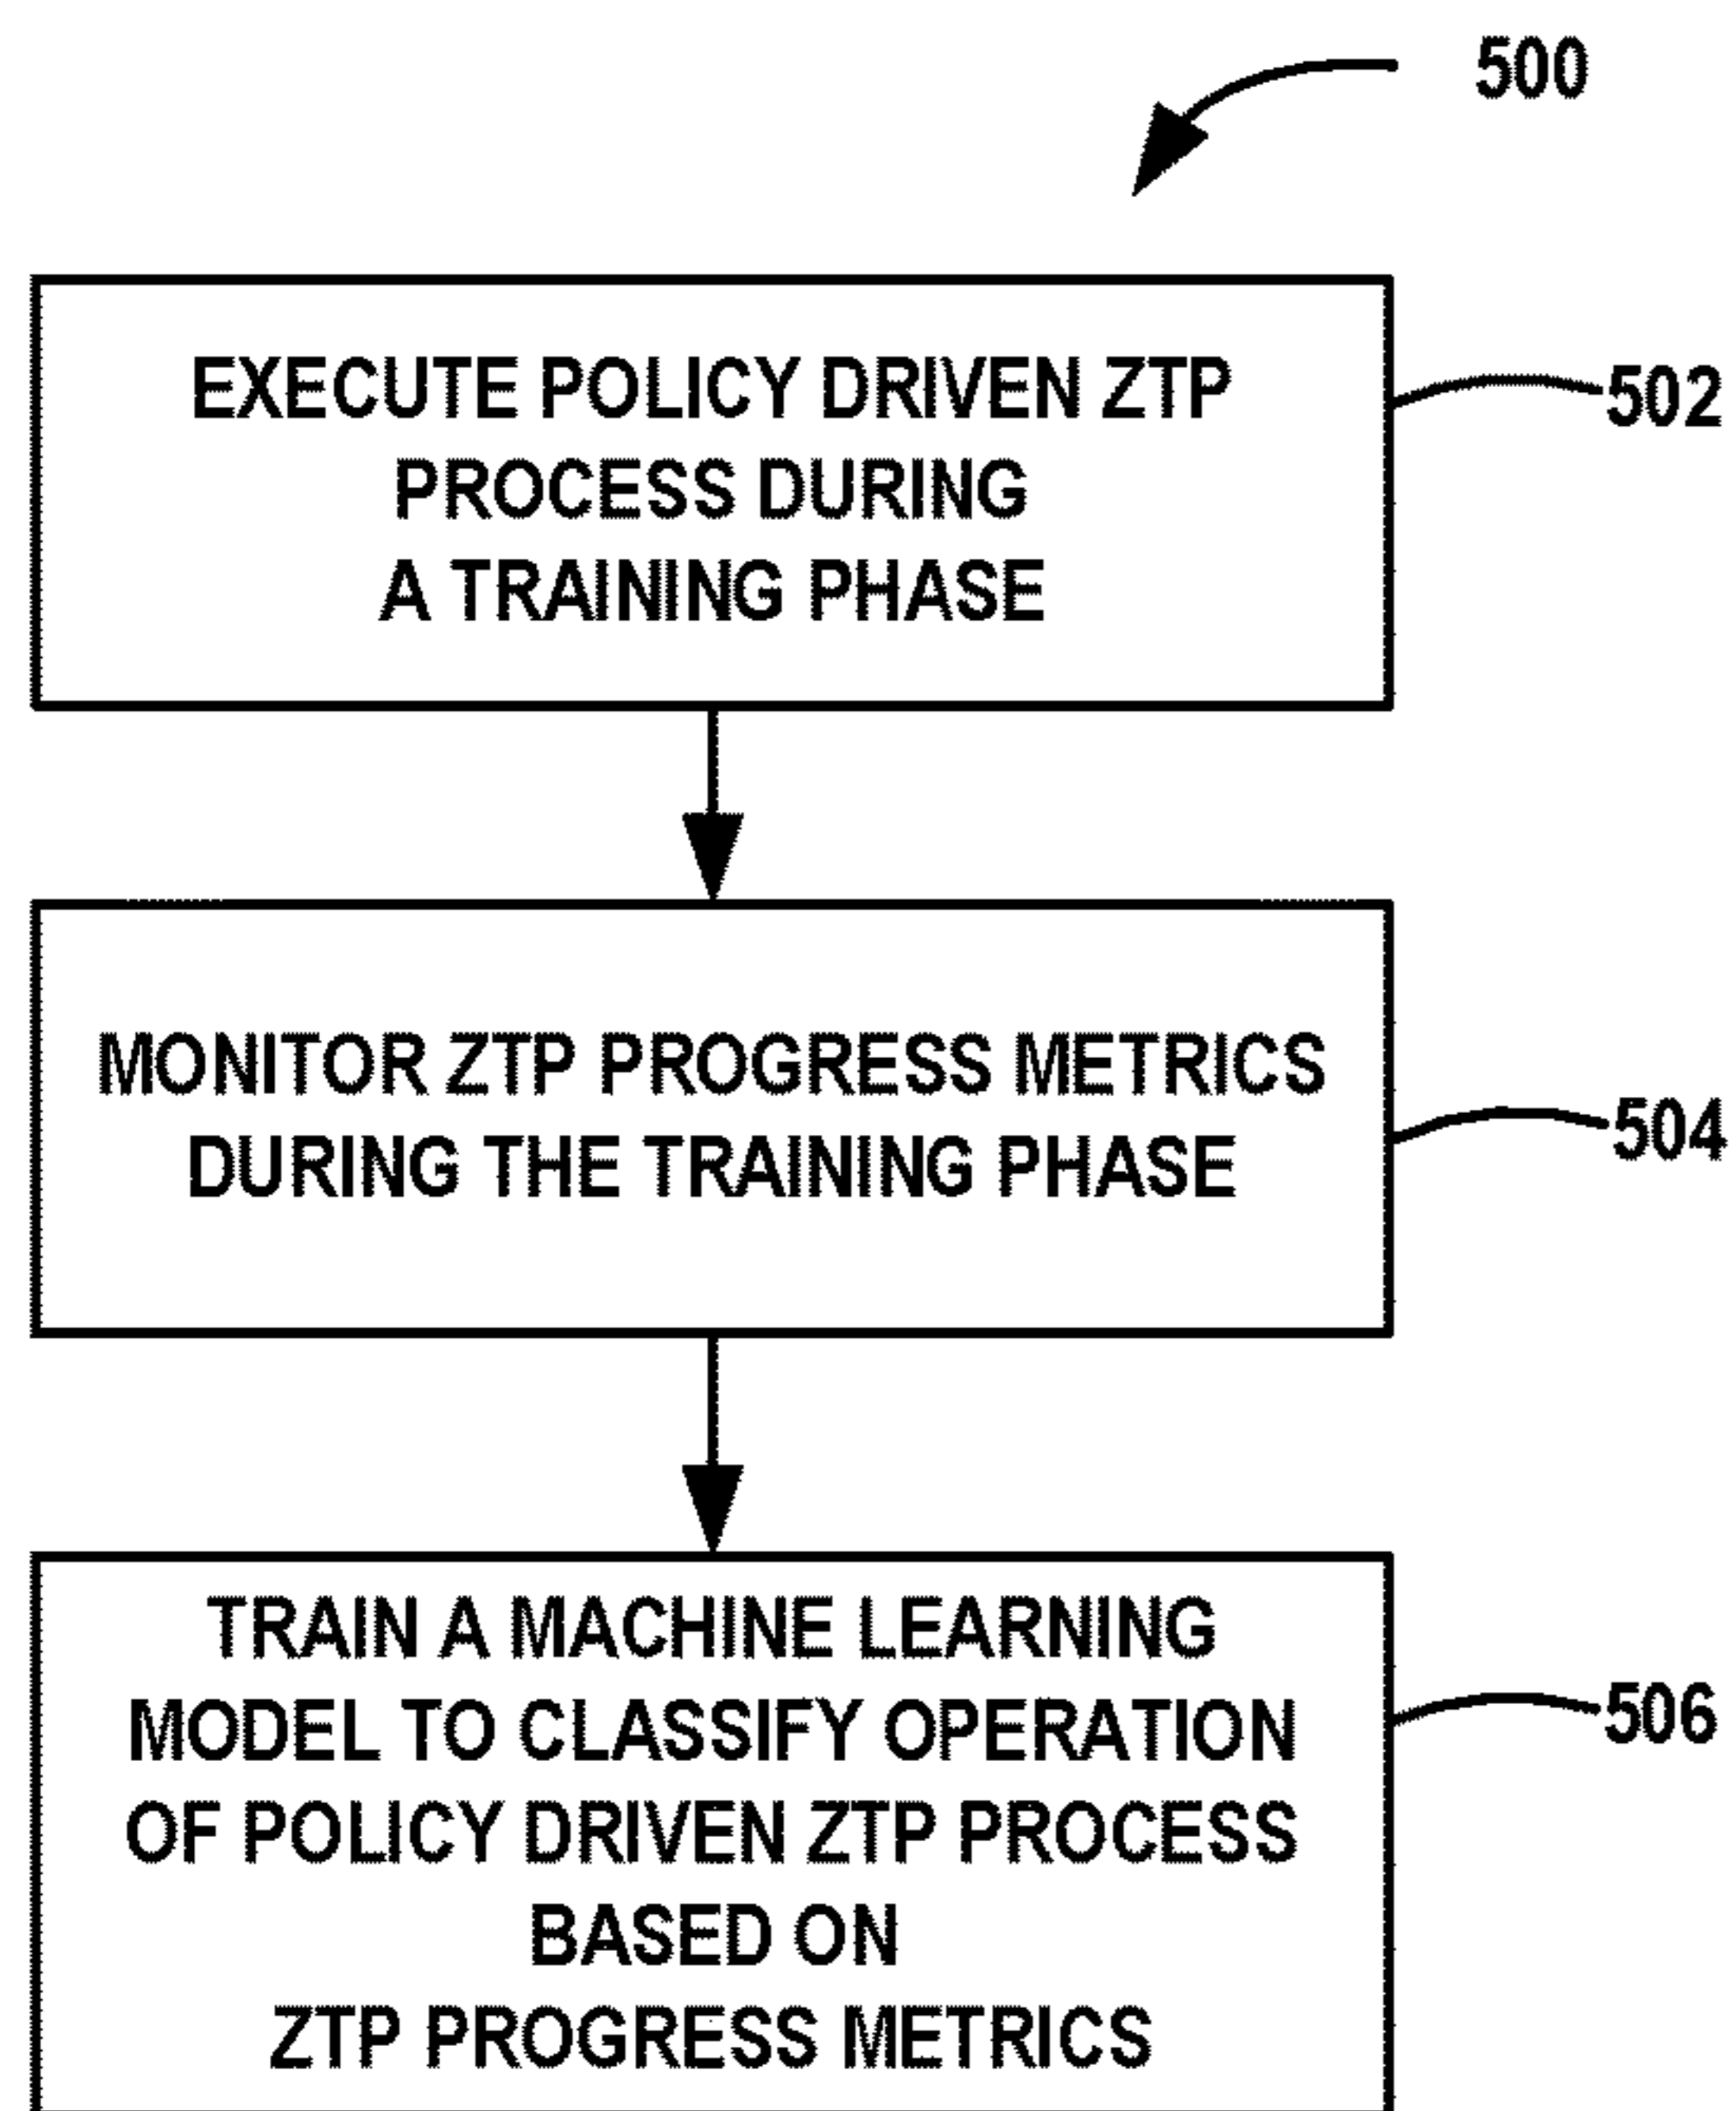 500
EXECUTE POLICY DRIVEN ZTP
PROCESS DURING
A TRAINING PHASE
502
MONITOR ZTP PROGRESS METRICS
DURING THE TRAINING PHASE
504
TRAIN A MACHINE LEARNING
MODEL TO CLASSIFY OPERATION
OF POLICY DRIVEN ZTP PROCESS
BASED ON
ZTP PROGRESS METRICS
506